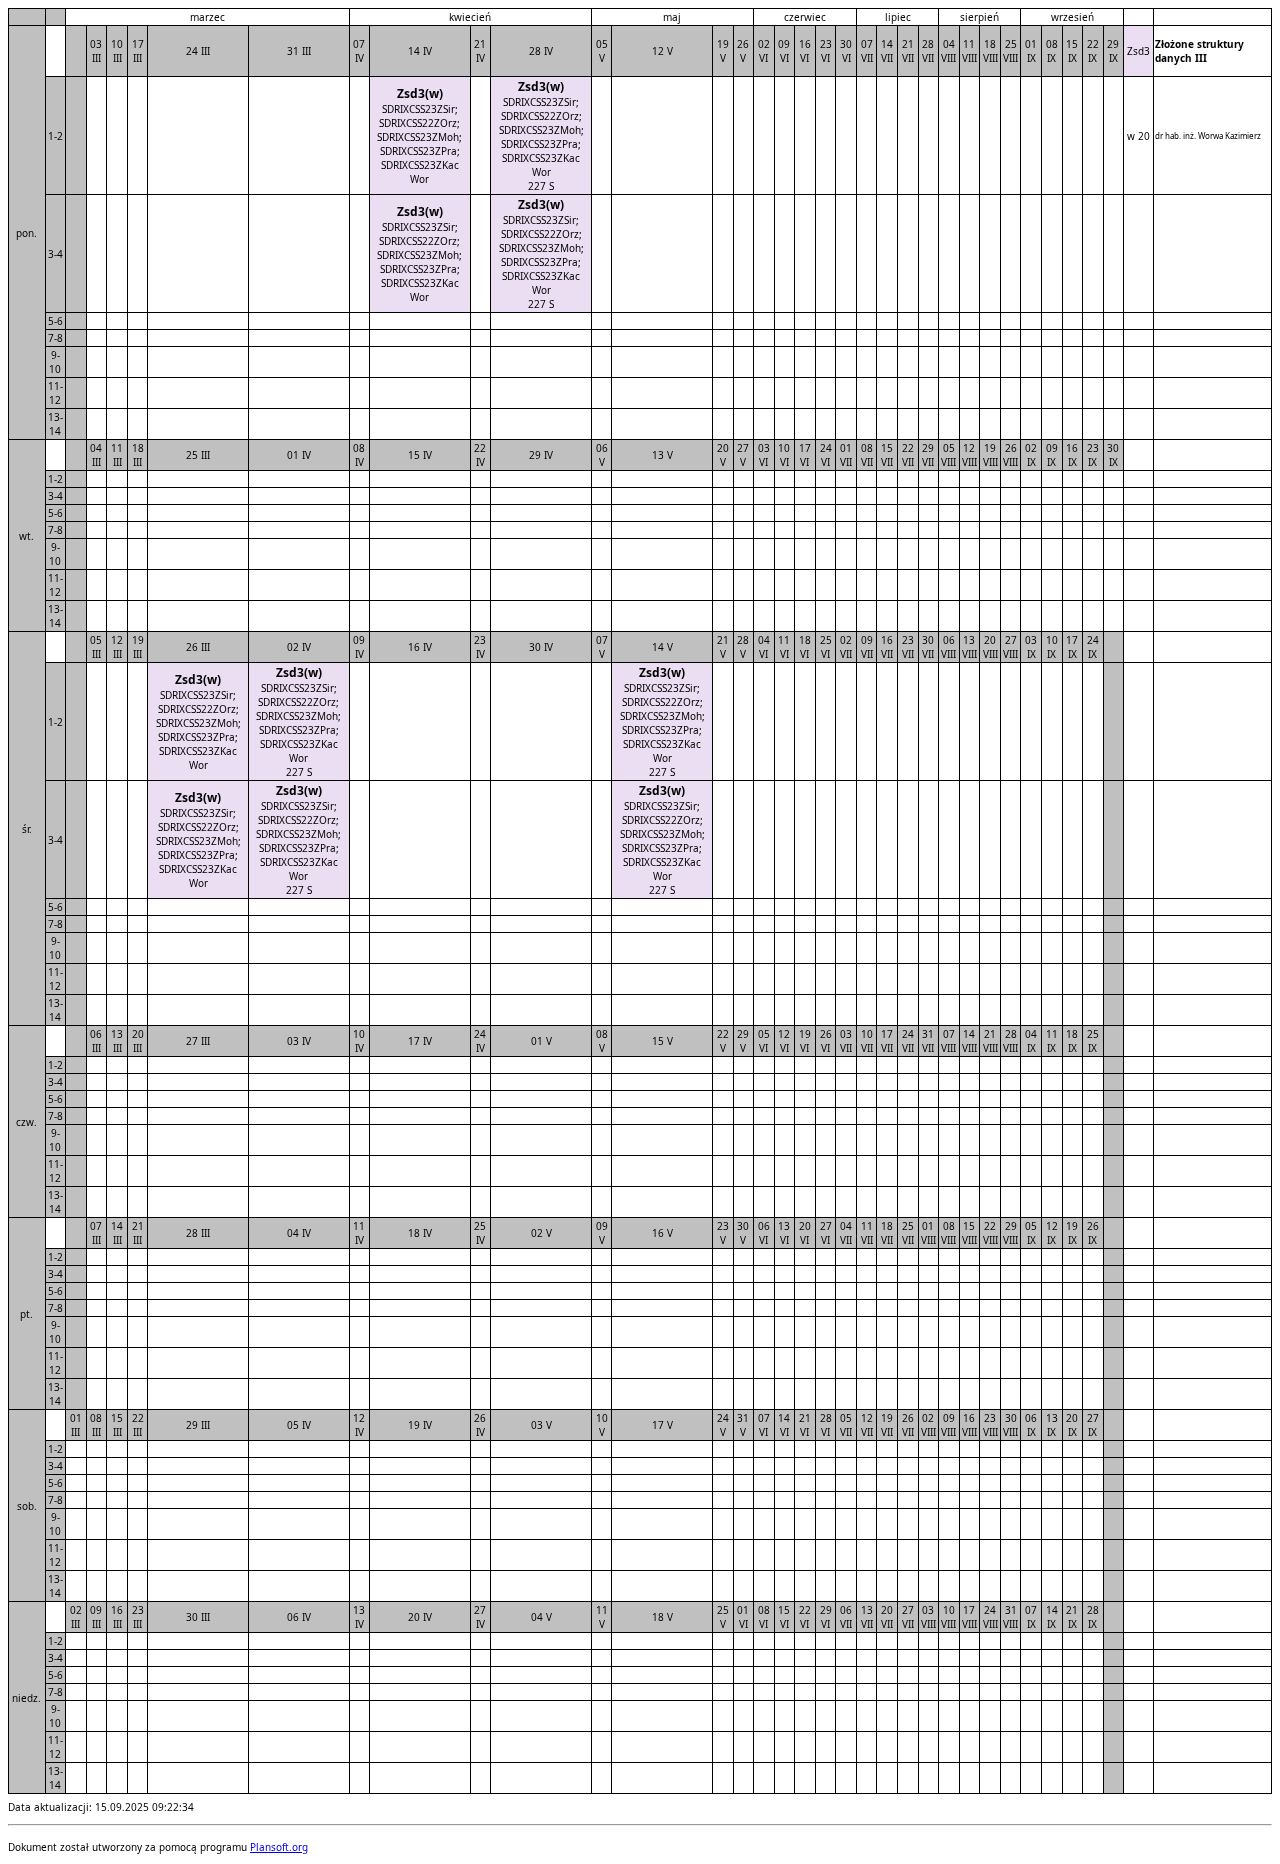 marzec kwiecień maj czerwiec lipiec sierpień wrzesień
pon. 03 III 10 III 17 III 24 III 31 III 07 IV 14 IV 21 IV 28 IV 05 V 12 V 19 V 26 V 02 VI 09 VI 16 VI 23 VI 30 VI 07 VII 14 VII 21 VII 28 VII 04 VIII 11 VIII 18 VIII 25 VIII 01 IX 08 IX 15 IX 22 IX 29 IX Zsd3 Złożone struktury danych III
1-2
Zsd3(w)
SDRIXCSS23ZSir;
SDRIXCSS22ZOrz;
SDRIXCSS23ZMoh;
SDRIXCSS23ZPra;
SDRIXCSS23ZKac
Wor
Zsd3(w)
SDRIXCSS23ZSir;
SDRIXCSS22ZOrz;
SDRIXCSS23ZMoh;
SDRIXCSS23ZPra;
SDRIXCSS23ZKac
Wor
227 S
w 20 dr hab. inż. Worwa Kazimierz
3-4
Zsd3(w)
SDRIXCSS23ZSir;
SDRIXCSS22ZOrz;
SDRIXCSS23ZMoh;
SDRIXCSS23ZPra;
SDRIXCSS23ZKac
Wor
Zsd3(w)
SDRIXCSS23ZSir;
SDRIXCSS22ZOrz;
SDRIXCSS23ZMoh;
SDRIXCSS23ZPra;
SDRIXCSS23ZKac
Wor
227 S
5-6
7-8
9-10
11-12
13-14
wt. 04 III 11 III 18 III 25 III 01 IV 08 IV 15 IV 22 IV 29 IV 06 V 13 V 20 V 27 V 03 VI 10 VI 17 VI 24 VI 01 VII 08 VII 15 VII 22 VII 29 VII 05 VIII 12 VIII 19 VIII 26 VIII 02 IX 09 IX 16 IX 23 IX 30 IX
1-2
3-4
5-6
7-8
9-10
11-12
13-14
śr. 05 III 12 III 19 III 26 III 02 IV 09 IV 16 IV 23 IV 30 IV 07 V 14 V 21 V 28 V 04 VI 11 VI 18 VI 25 VI 02 VII 09 VII 16 VII 23 VII 30 VII 06 VIII 13 VIII 20 VIII 27 VIII 03 IX 10 IX 17 IX 24 IX
1-2
Zsd3(w)
SDRIXCSS23ZSir;
SDRIXCSS22ZOrz;
SDRIXCSS23ZMoh;
SDRIXCSS23ZPra;
SDRIXCSS23ZKac
Wor
Zsd3(w)
SDRIXCSS23ZSir;
SDRIXCSS22ZOrz;
SDRIXCSS23ZMoh;
SDRIXCSS23ZPra;
SDRIXCSS23ZKac
Wor
227 S
Zsd3(w)
SDRIXCSS23ZSir;
SDRIXCSS22ZOrz;
SDRIXCSS23ZMoh;
SDRIXCSS23ZPra;
SDRIXCSS23ZKac
Wor
227 S
3-4
Zsd3(w)
SDRIXCSS23ZSir;
SDRIXCSS22ZOrz;
SDRIXCSS23ZMoh;
SDRIXCSS23ZPra;
SDRIXCSS23ZKac
Wor
Zsd3(w)
SDRIXCSS23ZSir;
SDRIXCSS22ZOrz;
SDRIXCSS23ZMoh;
SDRIXCSS23ZPra;
SDRIXCSS23ZKac
Wor
227 S
Zsd3(w)
SDRIXCSS23ZSir;
SDRIXCSS22ZOrz;
SDRIXCSS23ZMoh;
SDRIXCSS23ZPra;
SDRIXCSS23ZKac
Wor
227 S
5-6
7-8
9-10
11-12
13-14
czw. 06 III 13 III 20 III 27 III 03 IV 10 IV 17 IV 24 IV 01 V 08 V 15 V 22 V 29 V 05 VI 12 VI 19 VI 26 VI 03 VII 10 VII 17 VII 24 VII 31 VII 07 VIII 14 VIII 21 VIII 28 VIII 04 IX 11 IX 18 IX 25 IX
1-2
3-4
5-6
7-8
9-10
11-12
13-14
pt. 07 III 14 III 21 III 28 III 04 IV 11 IV 18 IV 25 IV 02 V 09 V 16 V 23 V 30 V 06 VI 13 VI 20 VI 27 VI 04 VII 11 VII 18 VII 25 VII 01 VIII 08 VIII 15 VIII 22 VIII 29 VIII 05 IX 12 IX 19 IX 26 IX
1-2
3-4
5-6
7-8
9-10
11-12
13-14
sob. 01 III 08 III 15 III 22 III 29 III 05 IV 12 IV 19 IV 26 IV 03 V 10 V 17 V 24 V 31 V 07 VI 14 VI 21 VI 28 VI 05 VII 12 VII 19 VII 26 VII 02 VIII 09 VIII 16 VIII 23 VIII 30 VIII 06 IX 13 IX 20 IX 27 IX
1-2
3-4
5-6
7-8
9-10
11-12
13-14
niedz. 02 III 09 III 16 III 23 III 30 III 06 IV 13 IV 20 IV 27 IV 04 V 11 V 18 V 25 V 01 VI 08 VI 15 VI 22 VI 29 VI 06 VII 13 VII 20 VII 27 VII 03 VIII 10 VIII 17 VIII 24 VIII 31 VIII 07 IX 14 IX 21 IX 28 IX
1-2
3-4
5-6
7-8
9-10
11-12
13-14
Data aktualizacji: 15.09.2025 09:22:34
Dokument został utworzony za pomocą programu Plansoft.org